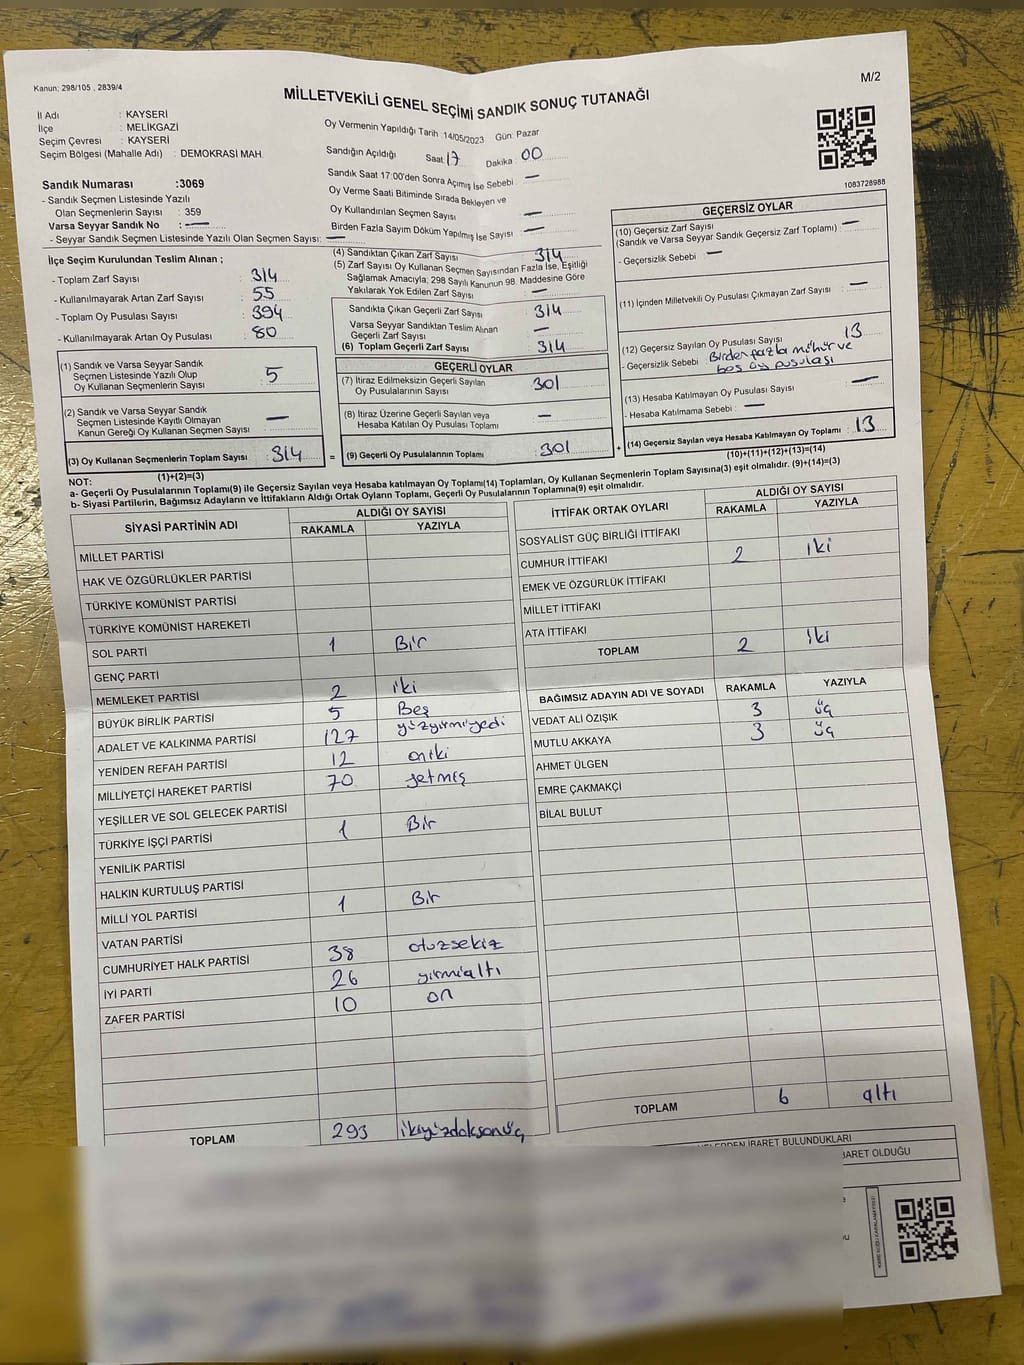 Kanun: 298/105 , 2839/4
M/2
MİLLETVEKİLİ GENEL SEÇİMİ SANDIK SONUÇ TUTANAĞI
İl Adı : KAYSERİ
İlçe : MELİKGAZİ
Seçim Çevresi : KAYSERİ
Seçim Bölgesi (Mahalle Adı) : DEMOKRASİ MAH.
Sandık Numarası :3069
- Sandık Seçmen Listesinde Yazılı
Olan Seçmenlerin Sayısı : 359
Varsa Seyyar Sandık No : —
- Seyyar Sandık Seçmen Listesinde Yazılı Olan Seçmen Sayısı: —
Oy Vermenin Yapıldığı Tarih :14/05/2023 Gün: Pazar
Sandığın Açıldığı Saat 17 Dakika 00
Sandık Saat 17:00'den Sonra Açımış İse Sebebi —
Oy Verme Saati Bitiminde Sırada Bekleyen ve
Oy Kullandırılan Seçmen Sayısı —
Birden Fazla Sayım Döküm Yapılmış İse Sayısı —
1083728988
İlçe Seçim Kurulundan Teslim Alınan ;
- Toplam Zarf Sayısı : 314
- Kullanılmayarak Artan Zarf Sayısı : 55
- Toplam Oy Pusulası Sayısı : 394
- Kullanılmayarak Artan Oy Pusulası : 80
(1) Sandık ve Varsa Seyyar Sandık
Seçmen Listesinde Yazılı Olup
Oy Kullanan Seçmenlerin Sayısı : 5
(2) Sandık ve Varsa Seyyar Sandık
Seçmen Listesinde Kayıtlı Olmayan
Kanun Gereği Oy Kullanan Seçmen Sayısı —
(3) Oy Kullanan Seçmenlerin Toplam Sayısı : 314
(1)+(2)=(3)
(4) Sandıktan Çıkan Zarf Sayısı : 314
(5) Zarf Sayısı Oy Kullanan Seçmen Sayısından Fazla İse, Eşitliği
Sağlamak Amacıyla; 298 Sayılı Kanunun 98. Maddesine Göre
Yakılarak Yok Edilen Zarf Sayısı : —
Sandıkta Çıkan Geçerli Zarf Sayısı : 314
Varsa Seyyar Sandıktan Teslim Alınan
Geçerli Zarf Sayısı : —
(6) Toplam Geçerli Zarf Sayısı : 314
GEÇERLİ OYLAR
(7) İtiraz Edilmeksizin Geçerli Sayılan
Oy Pusulalarının Sayısı : 301
(8) İtiraz Üzerine Geçerli Sayılan veya
Hesaba Katılan Oy Pusulası Toplamı : —
= (9) Geçerli Oy Pusulalarının Toplamı : 301 +
GEÇERSİZ OYLAR
(10) Geçersiz Zarf Sayısı
(Sandık ve Varsa Seyyar Sandık Geçersiz Zarf Toplamı) : —
- Geçersizlik Sebebi : —
(11) İçinden Milletvekili Oy Pusulası Çıkmayan Zarf Sayısı : —
(12) Geçersiz Sayılan Oy Pusulası Sayısı : 13
- Geçersizlik Sebebi : Birden fazla mühür ve
boş oy pusulası
(13) Hesaba Katılmayan Oy Pusulası Sayısı : —
- Hesaba Katılmama Sebebi : —
(14) Geçersiz Sayılan veya Hesaba Katılmayan Oy Toplamı : 13
(10)+(11)+(12)+(13)=(14)
NOT:
a- Geçerli Oy Pusulalarının Toplamı(9) ile Geçersiz Sayılan veya Hesaba katılmayan Oy Toplamı(14) Toplamları, Oy Kullanan Seçmenlerin Toplam Sayısına(3) eşit olmalıdır. (9)+(14)=(3)
b- Siyasi Partilerin, Bağımsız Adayların ve İttifakların Aldığı Ortak Oyların Toplamı, Geçerli Oy Pusulalarının Toplamına(9) eşit olmalıdır.
SİYASİ PARTİNİN ADI
ALDIĞI OY SAYISI
RAKAMLA YAZIYLA
MİLLET PARTİSİ
HAK VE ÖZGÜRLÜKLER PARTİSİ
TÜRKİYE KOMÜNİST PARTİSİ
TÜRKİYE KOMÜNİST HAREKETİ
SOL PARTİ 1 Bir
GENÇ PARTİ
MEMLEKET PARTİSİ 2 iki
BÜYÜK BİRLİK PARTİSİ 5 Beş
ADALET VE KALKINMA PARTİSİ 127 yüzyirmiyedi
YENİDEN REFAH PARTİSİ 12 oniki
MİLLİYETÇİ HAREKET PARTİSİ 70 yetmiş
YEŞİLLER VE SOL GELECEK PARTİSİ
TÜRKİYE İŞÇİ PARTİSİ 1 Bir
YENİLİK PARTİSİ
HALKIN KURTULUŞ PARTİSİ
MİLLİ YOL PARTİSİ 1 Bir
VATAN PARTİSİ
CUMHURİYET HALK PARTİSİ 38 otuzsekiz
İYİ PARTİ 26 yirmialtı
ZAFER PARTİSİ 10 on
TOPLAM 293 ikiyüzdoksanüç
İTTİFAK ORTAK OYLARI
ALDIĞI OY SAYISI
RAKAMLA YAZIYLA
SOSYALİST GÜÇ BİRLİĞİ İTTİFAKI
CUMHUR İTTİFAKI 2 iki
EMEK VE ÖZGÜRLÜK İTTİFAKI
MİLLET İTTİFAKI
ATA İTTİFAKI
TOPLAM 2 iki
BAĞIMSIZ ADAYIN ADI VE SOYADI RAKAMLA YAZIYLA
VEDAT ALİ ÖZIŞIK 3 üç
MUTLU AKKAYA 3 üç
AHMET ÜLGEN
EMRE ÇAKMAKÇİ
BİLAL BULUT
TOPLAM 6 altı
İBARET BULUNDUKLARI
OLDUĞU